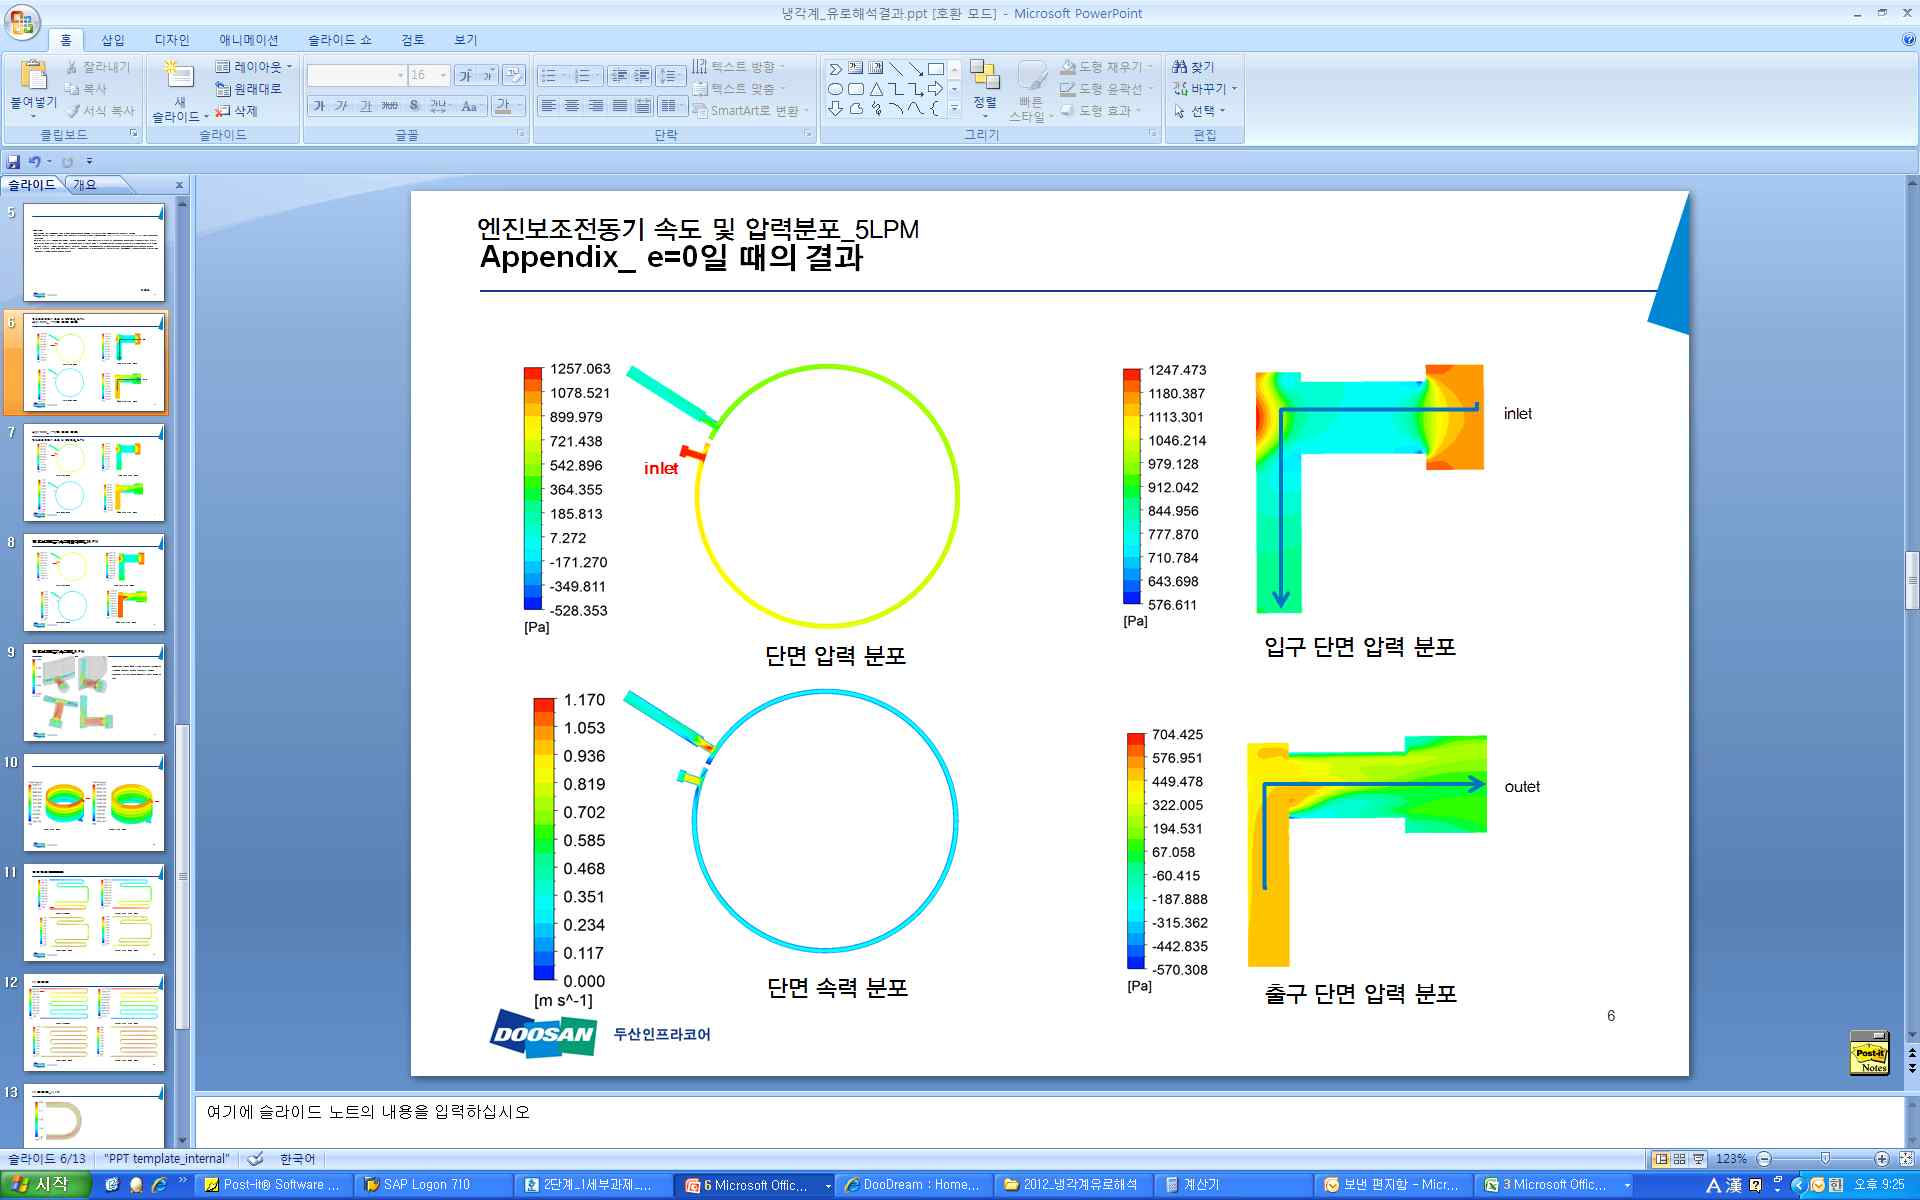 냉각계_유로해석결과.ppt [호환 모드] - Microsoft PowerPoint
홈 삽입 디자인 애니메이션 슬라이드 쇼 검토 보기
붙여넣기 잘라내기 복사 서식 복사 클립보드
새 슬라이드 레이아웃 원래대로 삭제 슬라이드
16 가 가 가 가 가 abc S 가나 Aa 가 글꼴
텍스트 방향 텍스트 맞춤 SmartArt로 변환 단락
정렬 빠른 스타일 도형 채우기 도형 윤곽선 도형 효과 그리기
찾기 바꾸기 선택 편집
슬라이드 개요
5
6
7
8
9
10
11
12
13
엔진보조전동기 속도 및 압력분포_5LPM
Appendix_ e=0일 때의 결과
1257.063
1078.521
899.979
721.438
542.896
364.355
185.813
7.272
-171.270
-349.811
-528.353
[Pa]
inlet
단면 압력 분포
1247.473
1180.387
1113.301
1046.214
979.128
912.042
844.956
777.870
710.784
643.698
576.611
[Pa]
inlet
입구 단면 압력 분포
1.170
1.053
0.936
0.819
0.702
0.585
0.468
0.351
0.234
0.117
0.000
[m s^-1]
단면 속력 분포
704.425
576.951
449.478
322.005
194.531
67.058
-60.415
-187.888
-315.362
-442.835
-570.308
[Pa]
outet
출구 단면 압력 분포
DOOSAN 두산인프라코어
6
Post-it Notes
여기에 슬라이드 노트의 내용을 입력하십시오
슬라이드 6/13 "PPT template_internal" 한국어 123%
시작 Post-it® Software ... SAP Logon 710 2단계_1세부과제_... 6 Microsoft Offic... DooDream : Home... 2012_냉각계유로해석 계산기 보낸 편지함 - Micr... 3 Microsoft Offic... A 漢 한 오후 9:25